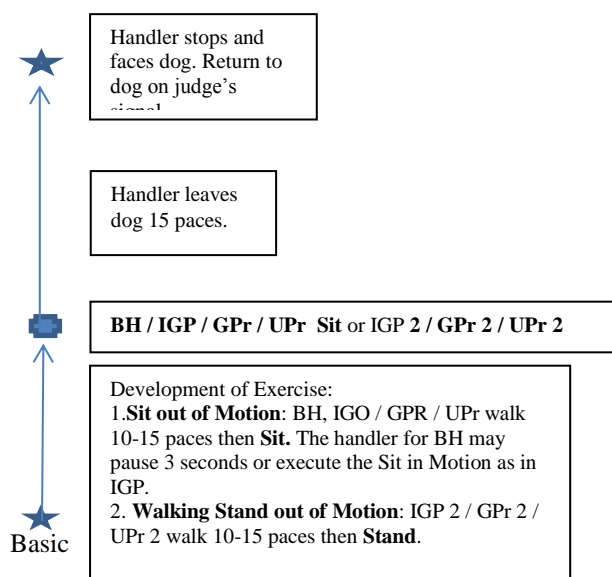 Handler stops and
faces dog. Return to
dog on judge's
signal
Handler leaves
dog 15 paces.
BH / IGP / GPr / UPr Sit or IGP 2 / GPr 2 / UPr 2
Development of Exercise:
1.Sit out of Motion: BH, IGO / GPR / UPr walk
10-15 paces then Sit. The handler for BH may
pause 3 seconds or execute the Sit in Motion as in
IGP.
2. Walking Stand out of Motion: IGP 2 / GPr 2 /
UPr 2 walk 10-15 paces then Stand.
Basic